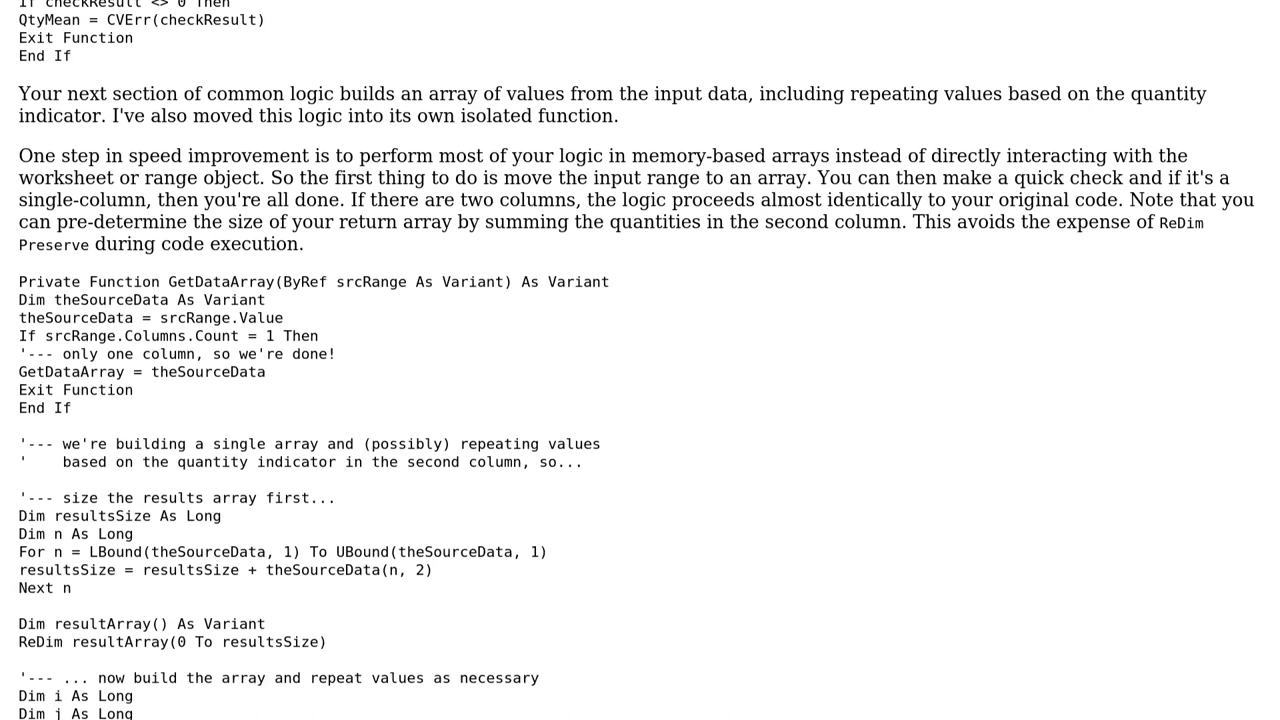 If checkResult <> 0 Then
QtyMean = CVErr(checkResult)
Exit Function
End If
Your next section of common logic builds an array of values from the input data, including repeating values based on the quantity
indicator. I've also moved this logic into its own isolated function.
One step in speed improvement is to perform most of your logic in memory-based arrays instead of directly interacting with the
worksheet or range object. So the first thing to do is move the input range to an array. You can then make a quick check and if it's a
single-column, then you're all done. If there are two columns, the logic proceeds almost identically to your original code. Note that you
can pre-determine the size of your return array by summing the quantities in the second column. This avoids the expense of ReDim
Preserve during code execution.
Private Function GetDataArray(ByRef srcRange As Variant) As Variant
Dim theSourceData As Variant
theSourceData = srcRange.Value
If srcRange.Columns.Count = 1 Then
'--- only one column, so we're done!
GetDataArray = theSourceData
Exit Function
End If
'--- we're building a single array and (possibly) repeating values
'    based on the quantity indicator in the second column, so...
'--- size the results array first...
Dim resultsSize As Long
Dim n As Long
For n = LBound(theSourceData, 1) To UBound(theSourceData, 1)
resultsSize = resultsSize + theSourceData(n, 2)
Next n
Dim resultArray() As Variant
ReDim resultArray(0 To resultsSize)
'--- ... now build the array and repeat values as necessary
Dim i As Long
Dim j As Long